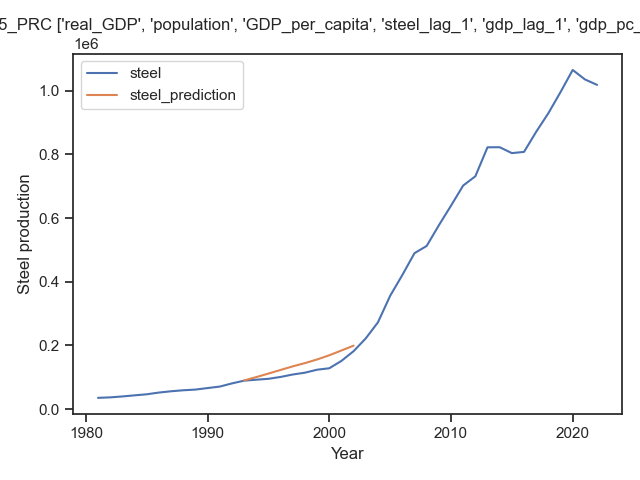 5_PRC ['real_GDP', 'population', 'GDP_per_capita', 'steel_lag_1', 'gdp_lag_1', 'gdp_pc_
1e6
steel
steel_prediction
1.0
0.8
0.6
0.4
0.2
0.0
Steel production
1980 1990 2000 2010 2020
Year